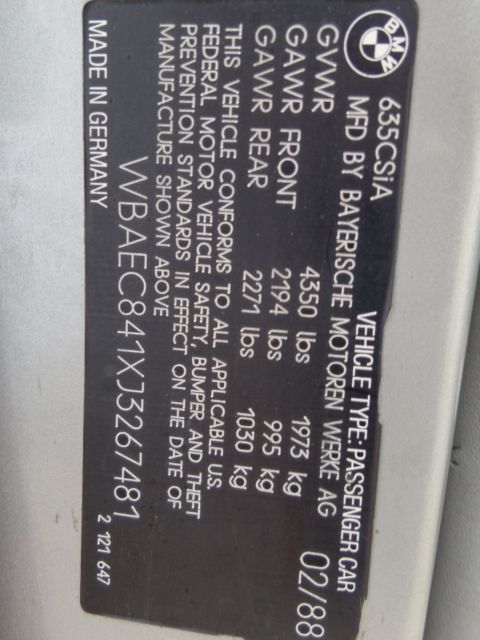 BMW
635CSiA VEHICLE TYPE: PASSENGER CAR
MFD BY BAYERISCHE MOTOREN WERKE AG 02/88
GVWR 4350 lbs 1973 kg
GAWR FRONT 2194 lbs 995 kg
GAWR REAR 2271 lbs 1030 kg
THIS VEHICLE CONFORMS TO ALL APPLICABLE U.S.
FEDERAL MOTOR VEHICLE SAFETY, BUMPER AND THEFT
PREVENTION STANDARDS IN EFFECT ON THE DATE OF
MANUFACTURE SHOWN ABOVE
WBAEC841XJ3267481
MADE IN GERMANY 2 121 647